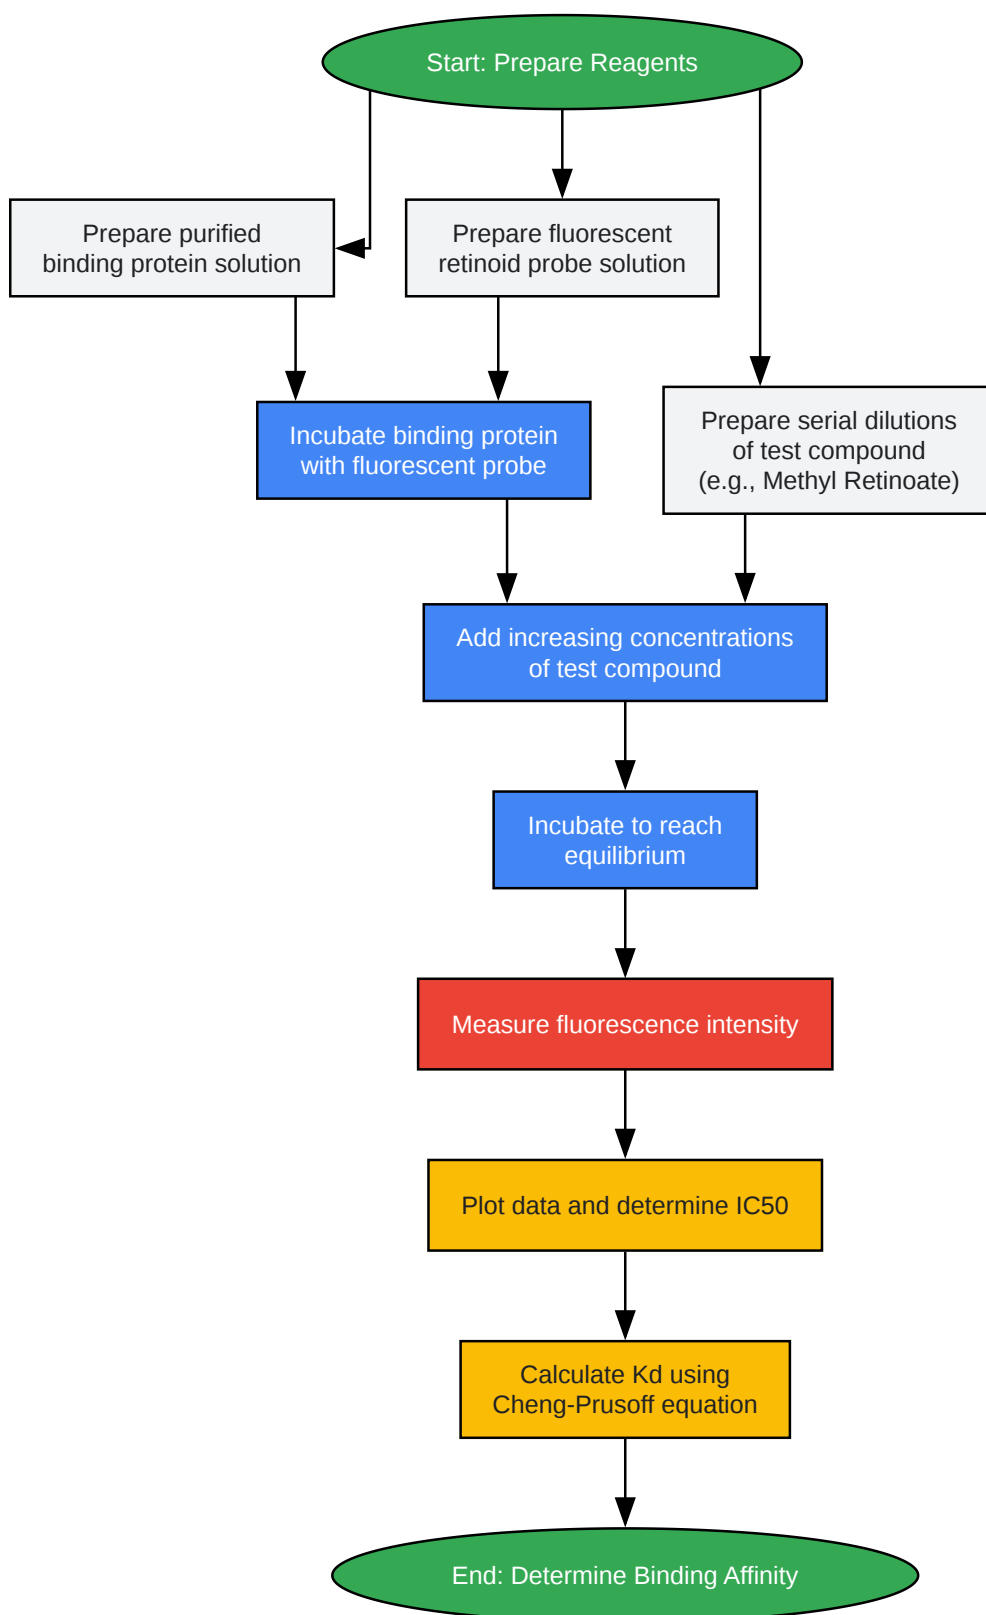 Start: Prepare Reagents
Prepare purified
binding protein solution
Prepare fluorescent
retinoid probe solution
Incubate binding protein
with fluorescent probe
Prepare serial dilutions
of test compound
(e.g., Methyl Retinoate)
Add increasing concentrations
of test compound
Incubate to reach
equilibrium
Measure fluorescence intensity
Plot data and determine IC50
Calculate Kd using
Cheng-Prusoff equation
End: Determine Binding Affinity